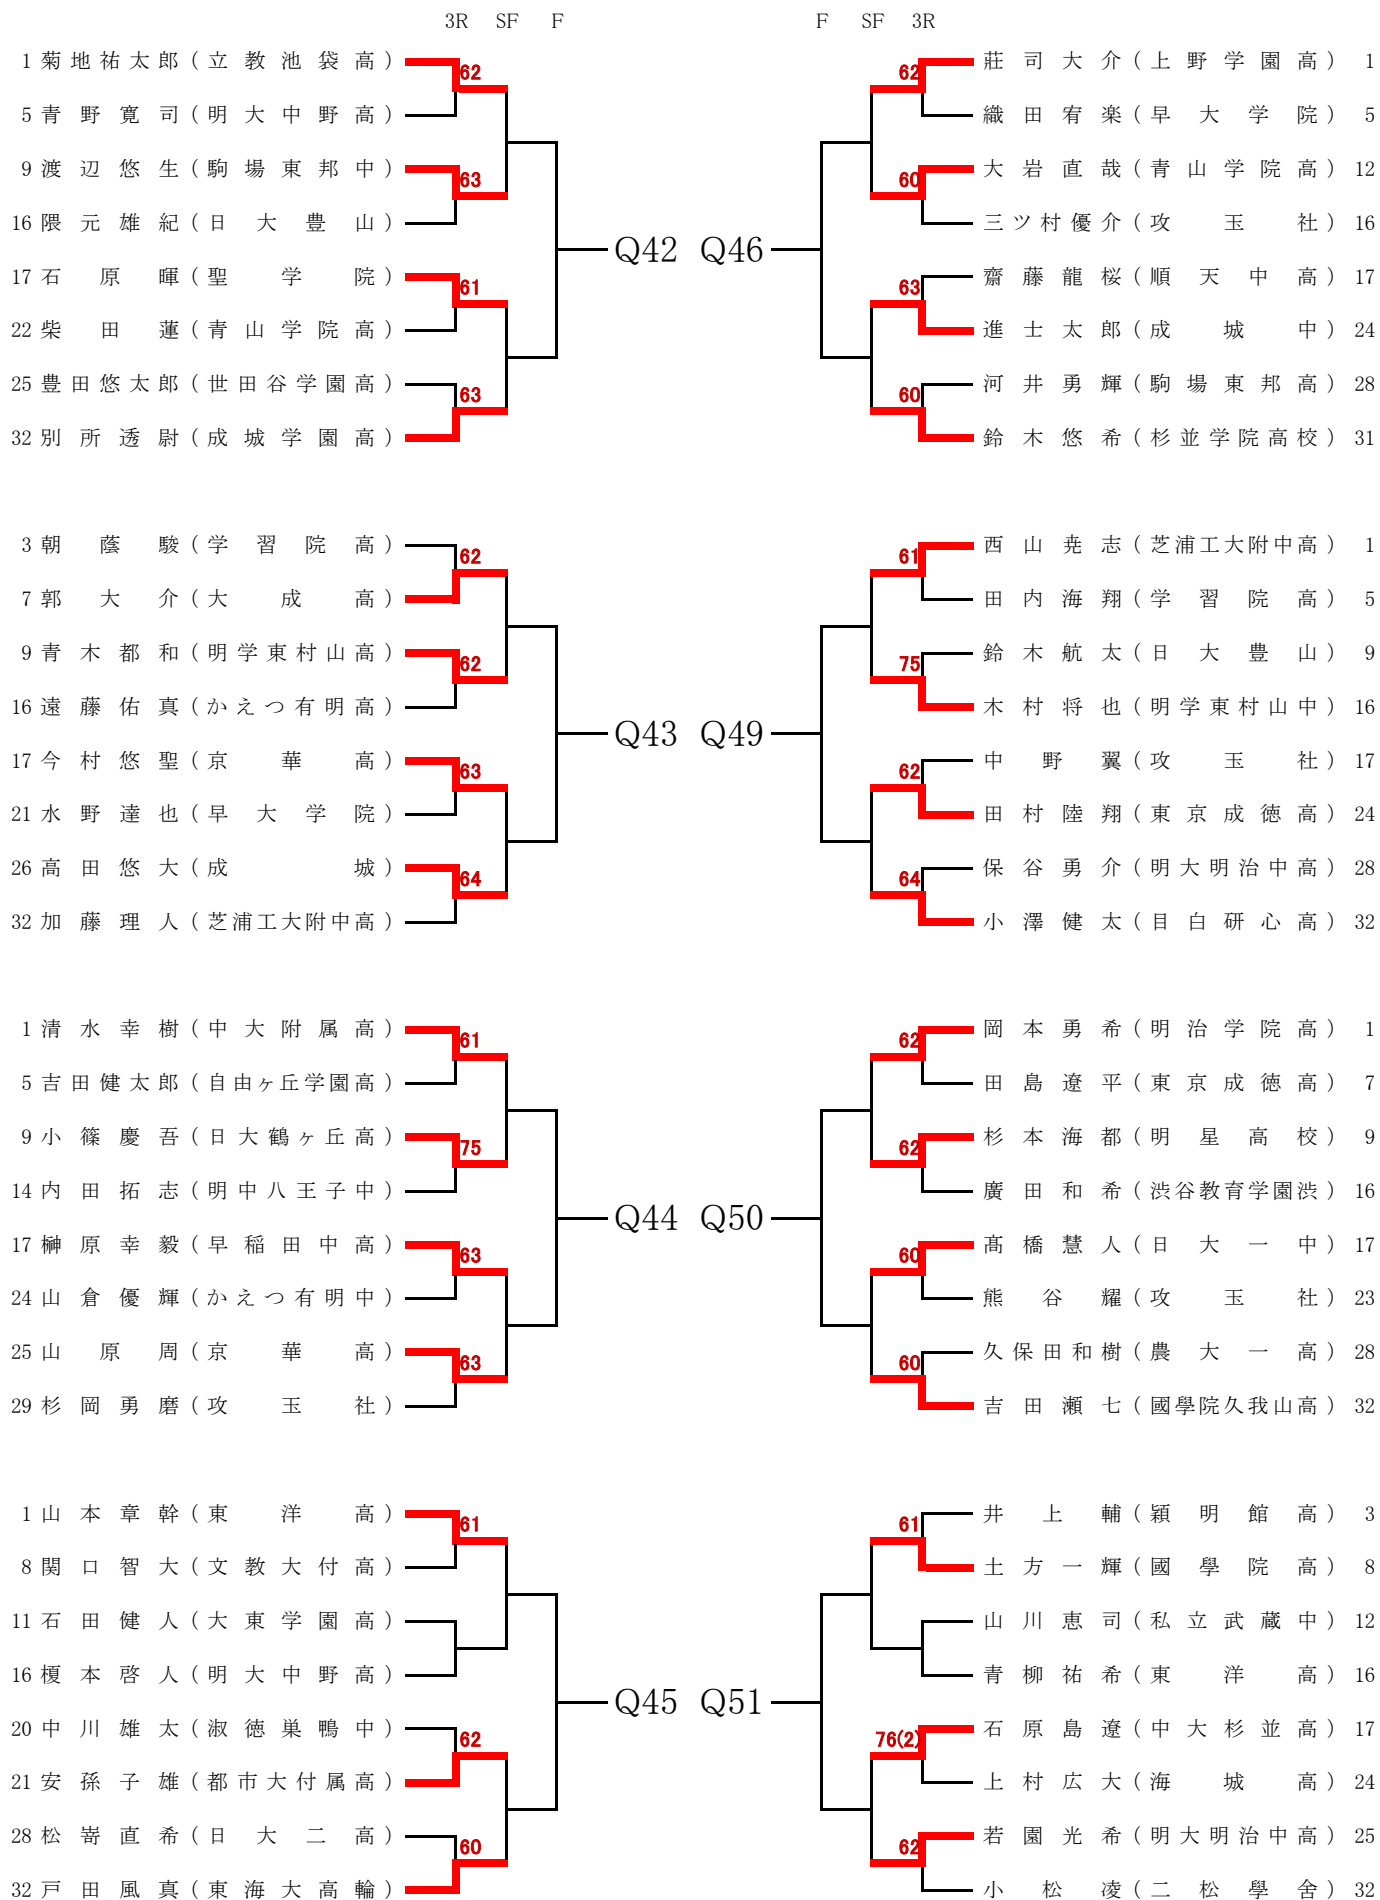 3R SF F
1 菊地祐太郎 (立教池袋高)
62
5 青野寛司 (明大中野高)
9 渡辺悠生 (駒場東邦中)
63
16 隈元雄紀 (日大豊山)
Q42
17 石原暉 (聖学院)
61
22 柴田蓮 (青山学院高)
25 豊田悠太郎 (世田谷学園高)
63
32 別所透尉 (成城学園高)
3 朝蔭駿 (学習院高)
62
7 郭大介 (大成高)
9 青木都和 (明学東村山高)
62
16 遠藤佑真 (かえつ有明高)
Q43
17 今村悠聖 (京華高)
63
21 水野達也 (早大学院)
26 高田悠大 (成城)
64
32 加藤理人 (芝浦工大附中高)
1 清水幸樹 (中大附属高)
61
5 吉田健太郎 (自由ヶ丘学園高)
9 小篠慶吾 (日大鶴ヶ丘高)
75
14 内田拓志 (明中八王子中)
Q44
17 榊原幸毅 (早稲田中高)
63
24 山倉優輝 (かえつ有明中)
25 山原周 (京華高)
63
29 杉岡勇磨 (攻玉社)
1 山本章幹 (東洋高)
61
8 関口智大 (文教大付高)
11 石田健人 (大東学園高)
16 榎本啓人 (明大中野高)
Q45
20 中川雄太 (淑徳巣鴨中)
62
21 安孫子雄 (都市大付属高)
28 松嵜直希 (日大二高)
60
32 戸田風真 (東海大高輪)
F SF 3R
荘司大介 (上野学園高) 1
62
織田宥楽 (早大学院) 5
大岩直哉 (青山学院高) 12
60
三ツ村優介 (攻玉社) 16
Q46
齋藤龍桜 (順天中高) 17
63
進士太郎 (成城中) 24
河井勇輝 (駒場東邦高) 28
60
鈴木悠希 (杉並学院高校) 31
西山尭志 (芝浦工大附中高) 1
61
田内海翔 (学習院高) 5
鈴木航太 (日大豊山) 9
75
木村将也 (明学東村山中) 16
Q49
中野翼 (攻玉社) 17
62
田村陸翔 (東京成徳高) 24
保谷勇介 (明大明治中高) 28
64
小澤健太 (目白研心高) 32
岡本勇希 (明治学院高) 1
62
田島遼平 (東京成徳高) 7
杉本海都 (明星高校) 9
62
廣田和希 (渋谷教育学園渋) 16
Q50
髙橋慧人 (日大一中) 17
60
熊谷耀 (攻玉社) 23
久保田和樹 (農大一高) 28
60
吉田瀬七 (國學院久我山高) 32
井上輔 (穎明館高) 3
61
土方一輝 (國學院高) 8
山川恵司 (私立武蔵中) 12
青柳祐希 (東洋高) 16
Q51
石原島遼 (中大杉並高) 17
76(2)
上村広大 (海城高) 24
若園光希 (明大明治中高) 25
62
小松凌 (二松學舎) 32